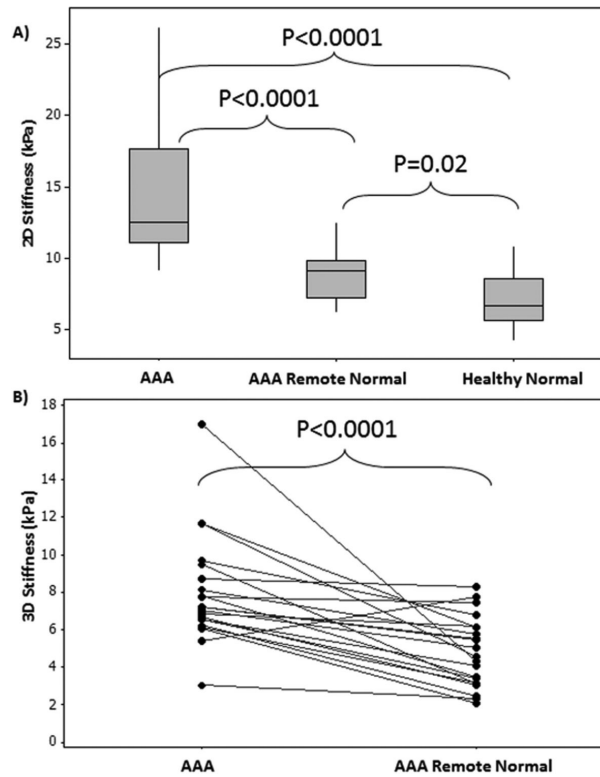 A)
P<0.0001
P<0.0001
P=0.02
2D Stiffness (kPa)
25
20
15
10
5
AAA AAA Remote Normal Healthy Normal
B)
P<0.0001
3D Stiffness (kPa)
18
16
14
12
10
8
6
4
2
0
AAA AAA Remote Normal